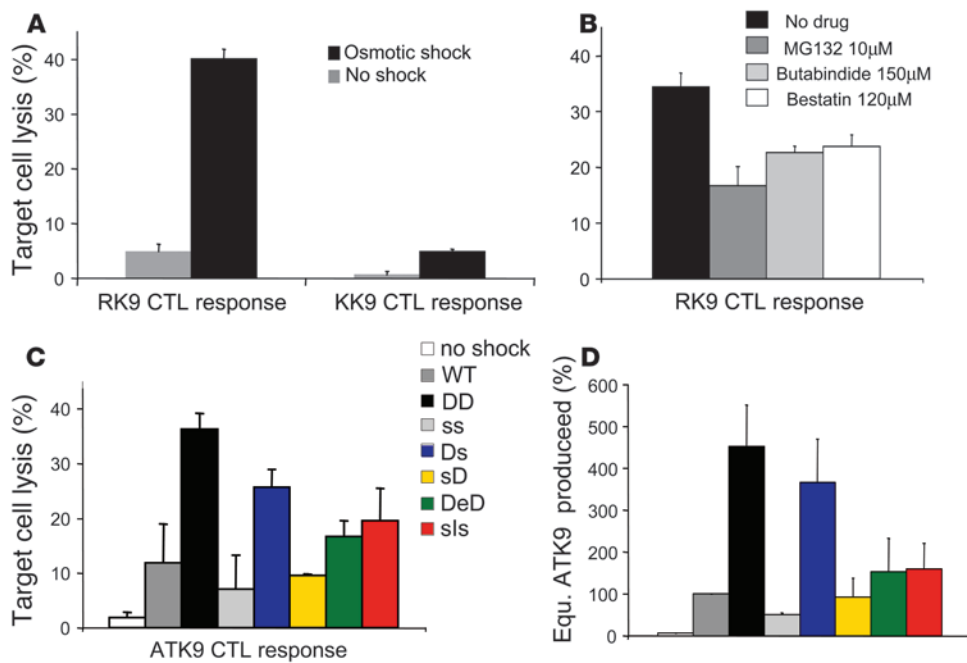 A
Target cell lysis (%)
40
30
20
10
0
Osmotic shock
No shock
RK9 CTL response
KK9 CTL response
B
40
30
20
10
0
No drug
MG132 10µM
Butabindide 150µM
Bestatin 120µM
RK9 CTL response
C
Target cell lysis (%)
40
30
20
10
0
no shock
WT
DD
ss
Ds
sD
DeD
sIs
ATK9 CTL response
D
Equ. ATK9 produceed (%)
600
500
400
300
200
100
0